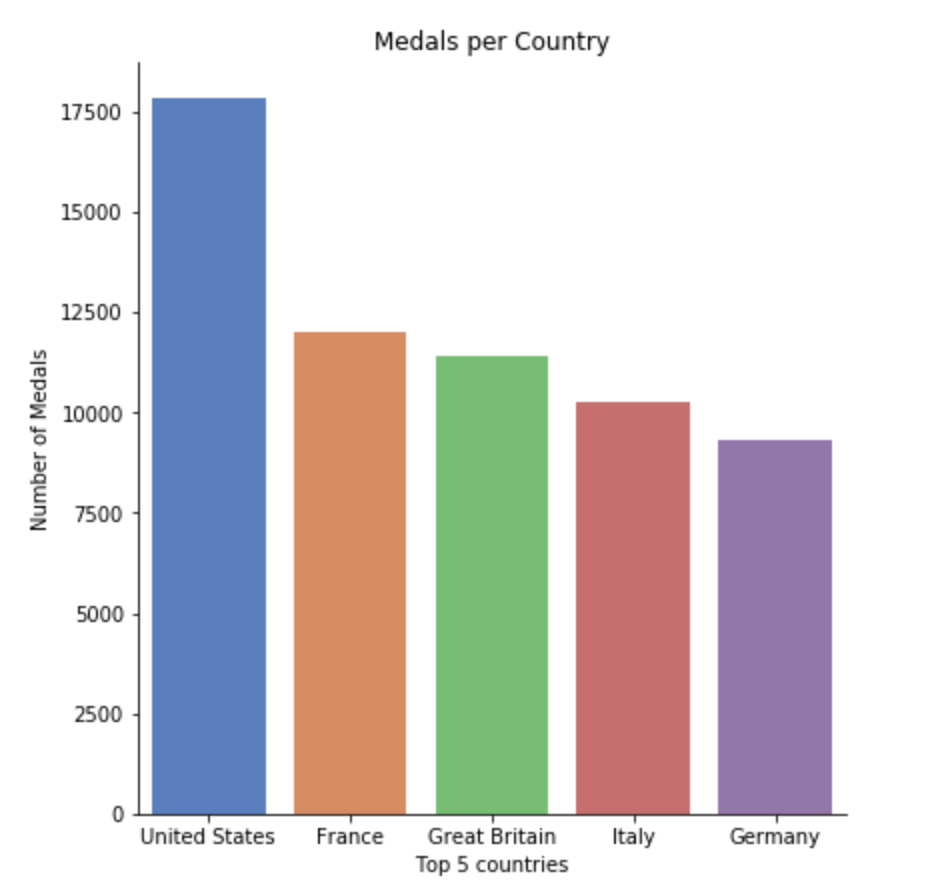 Medals per Country
17500
15000
12500
10000
7500
5000
2500
0
Number of Medals
United States France Great Britain Italy Germany
Top 5 countries